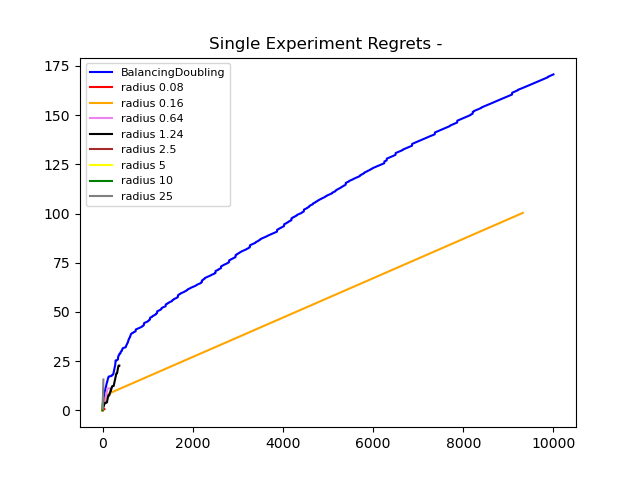 Single Experiment Regrets -
175
150
125
100
75
50
25
0
BalancingDoubling
radius 0.08
radius 0.16
radius 0.64
radius 1.24
radius 2.5
radius 5
radius 10
radius 25
0 2000 4000 6000 8000 10000